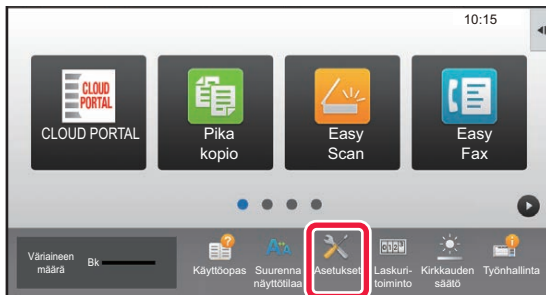 10:15
CLOUD
PORTAL
CLOUD PORTAL
Pika
kopio
Easy
Scan
Easy
Fax
Väriaineen
määrä
Bk
Käyttöopas
Suurenna
näyttötilaa
Asetukset
Laskuri-
toiminto
Kirkkauden
säätö
Työnhallinta